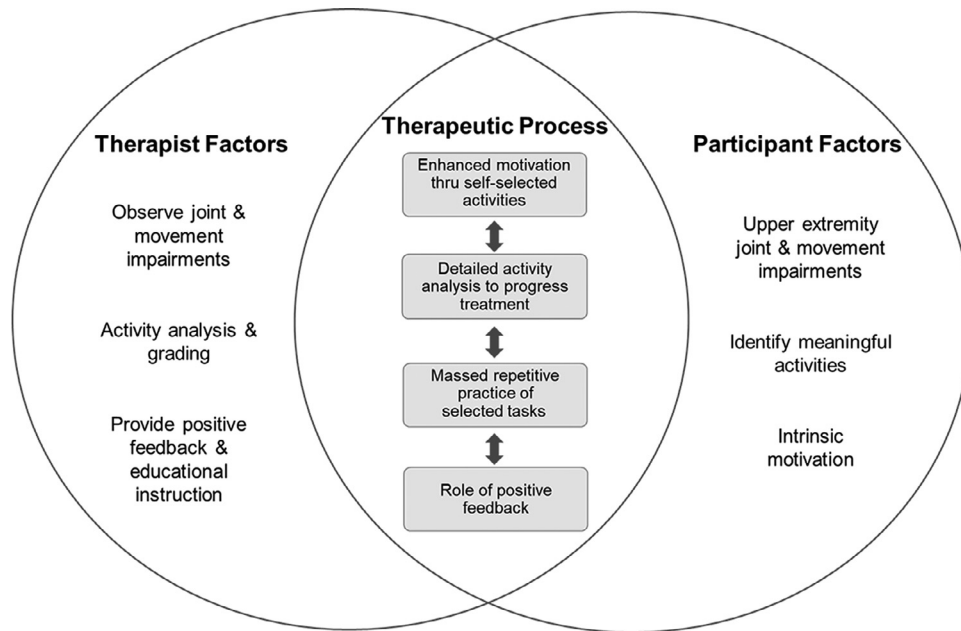 Therapist Factors
Observe joint &
movement
impairments
Activity analysis &
grading
Provide positive
feedback &
educational
instruction
Therapeutic Process
Enhanced motivation
thru self-selected
activities
Detailed activity
analysis to progress
treatment
Massed repetitive
practice of
selected tasks
Role of positive
feedback
Participant Factors
Upper extremity
joint & movement
impairments
Identify meaningful
activities
Intrinsic
motivation